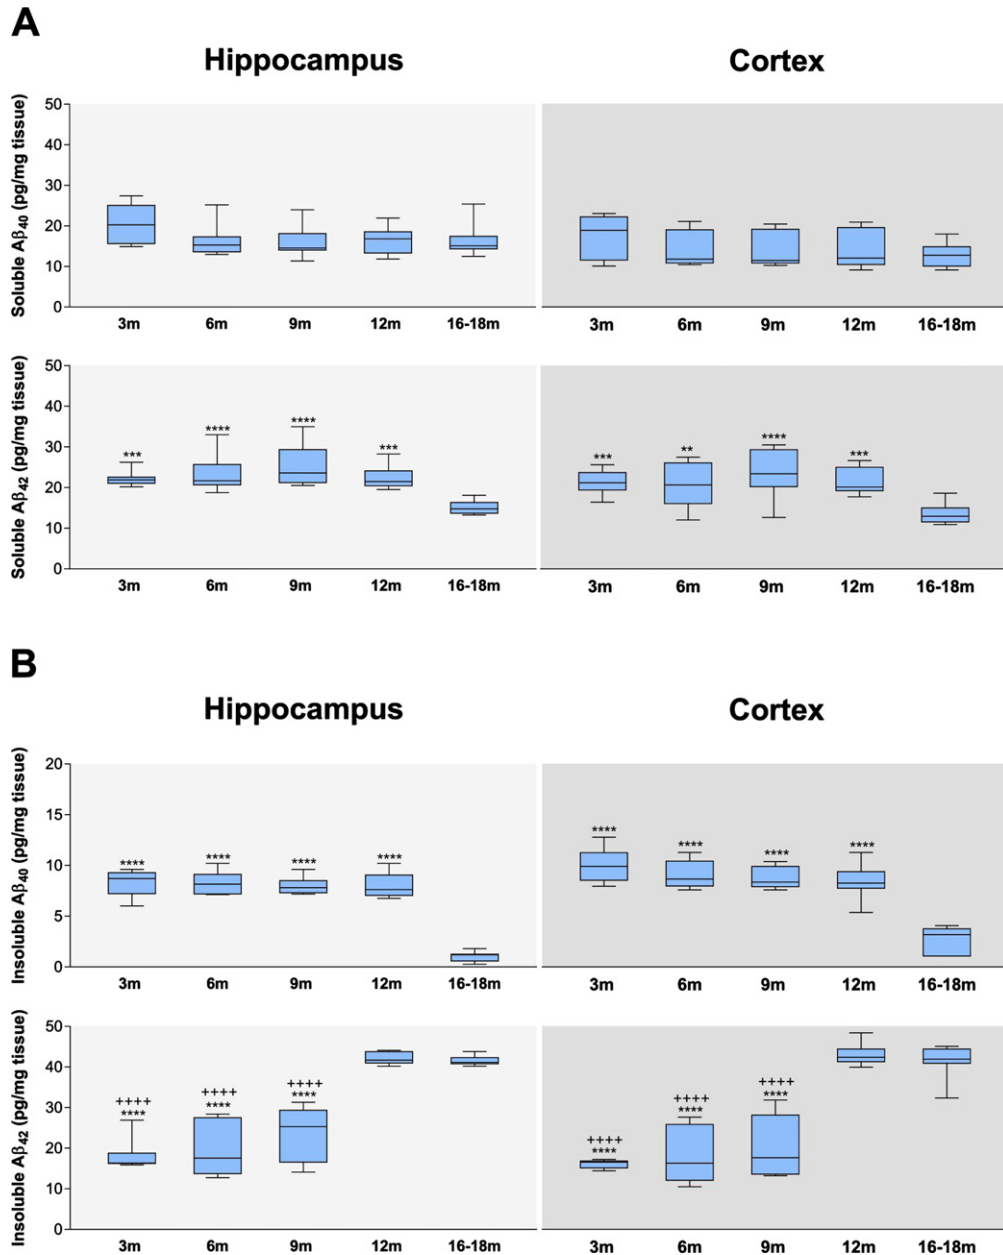 A
Hippocampus Cortex
Soluble Aβ40 (pg/mg tissue)
50
40
30
20
10
0
3m 6m 9m 12m 16-18m 3m 6m 9m 12m 16-18m
Soluble Aβ42 (pg/mg tissue)
50
40
30
20
10
0
*** **** **** *** *** ** **** ***
3m 6m 9m 12m 16-18m 3m 6m 9m 12m 16-18m
B
Hippocampus Cortex
Insoluble Aβ40 (pg/mg tissue)
20
15
10
5
0
**** **** **** **** **** **** **** ****
3m 6m 9m 12m 16-18m 3m 6m 9m 12m 16-18m
Insoluble Aβ42 (pg/mg tissue)
50
40
30
20
10
0
++++ ++++ ++++ ++++ ++++ ++++
**** **** **** **** **** ****
3m 6m 9m 12m 16-18m 3m 6m 9m 12m 16-18m